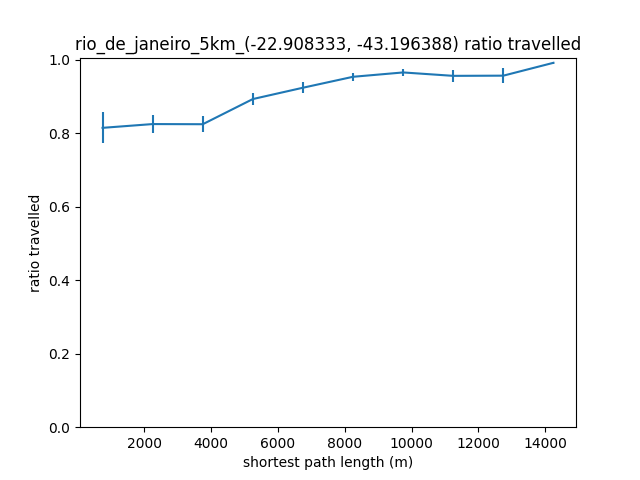 rio_de_janeiro_5km_(-22.908333, -43.196388) ratio travelled
1.0
0.8
0.6
0.4
0.2
0.0
ratio travelled
2000 4000 6000 8000 10000 12000 14000
shortest path length (m)